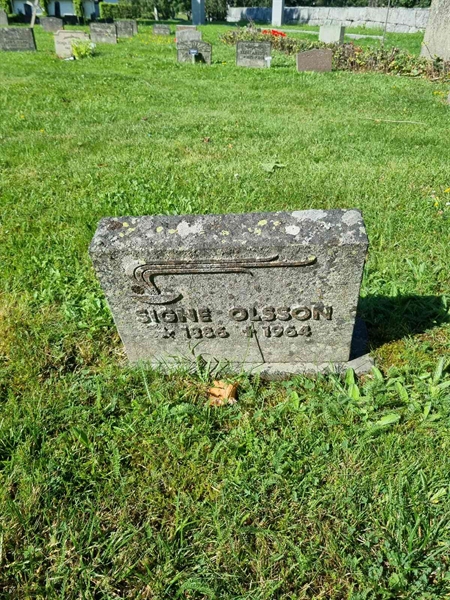 SIGNE OLSSON
* 1886 † 1964